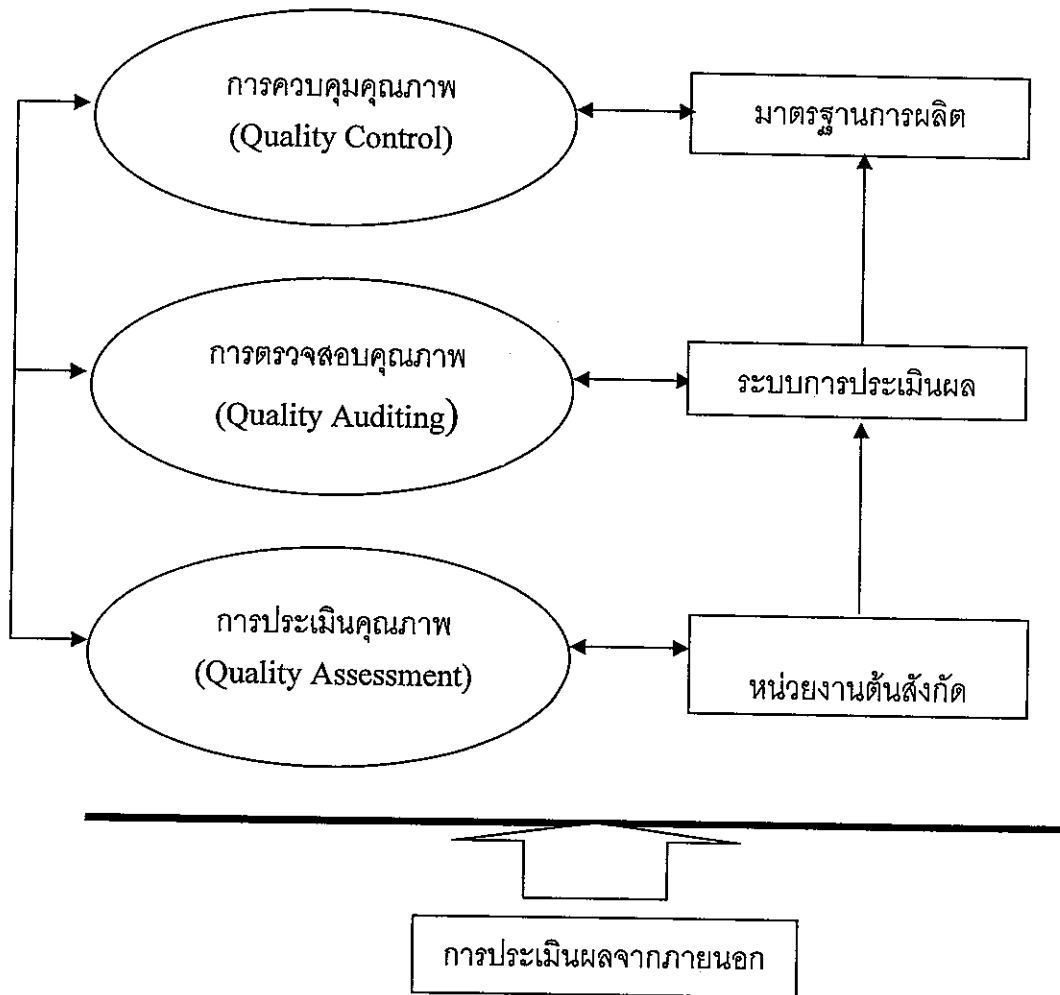 การควบคุมคุณภาพ
(Quality Control)
มาตรฐานการผลิต
การตรวจสอบคุณภาพ
(Quality Auditing)
ระบบการประเมินผล
การประเมินคุณภาพ
(Quality Assessment)
หน่วยงานต้นสังกัด
การประเมินผลจากภายนอก